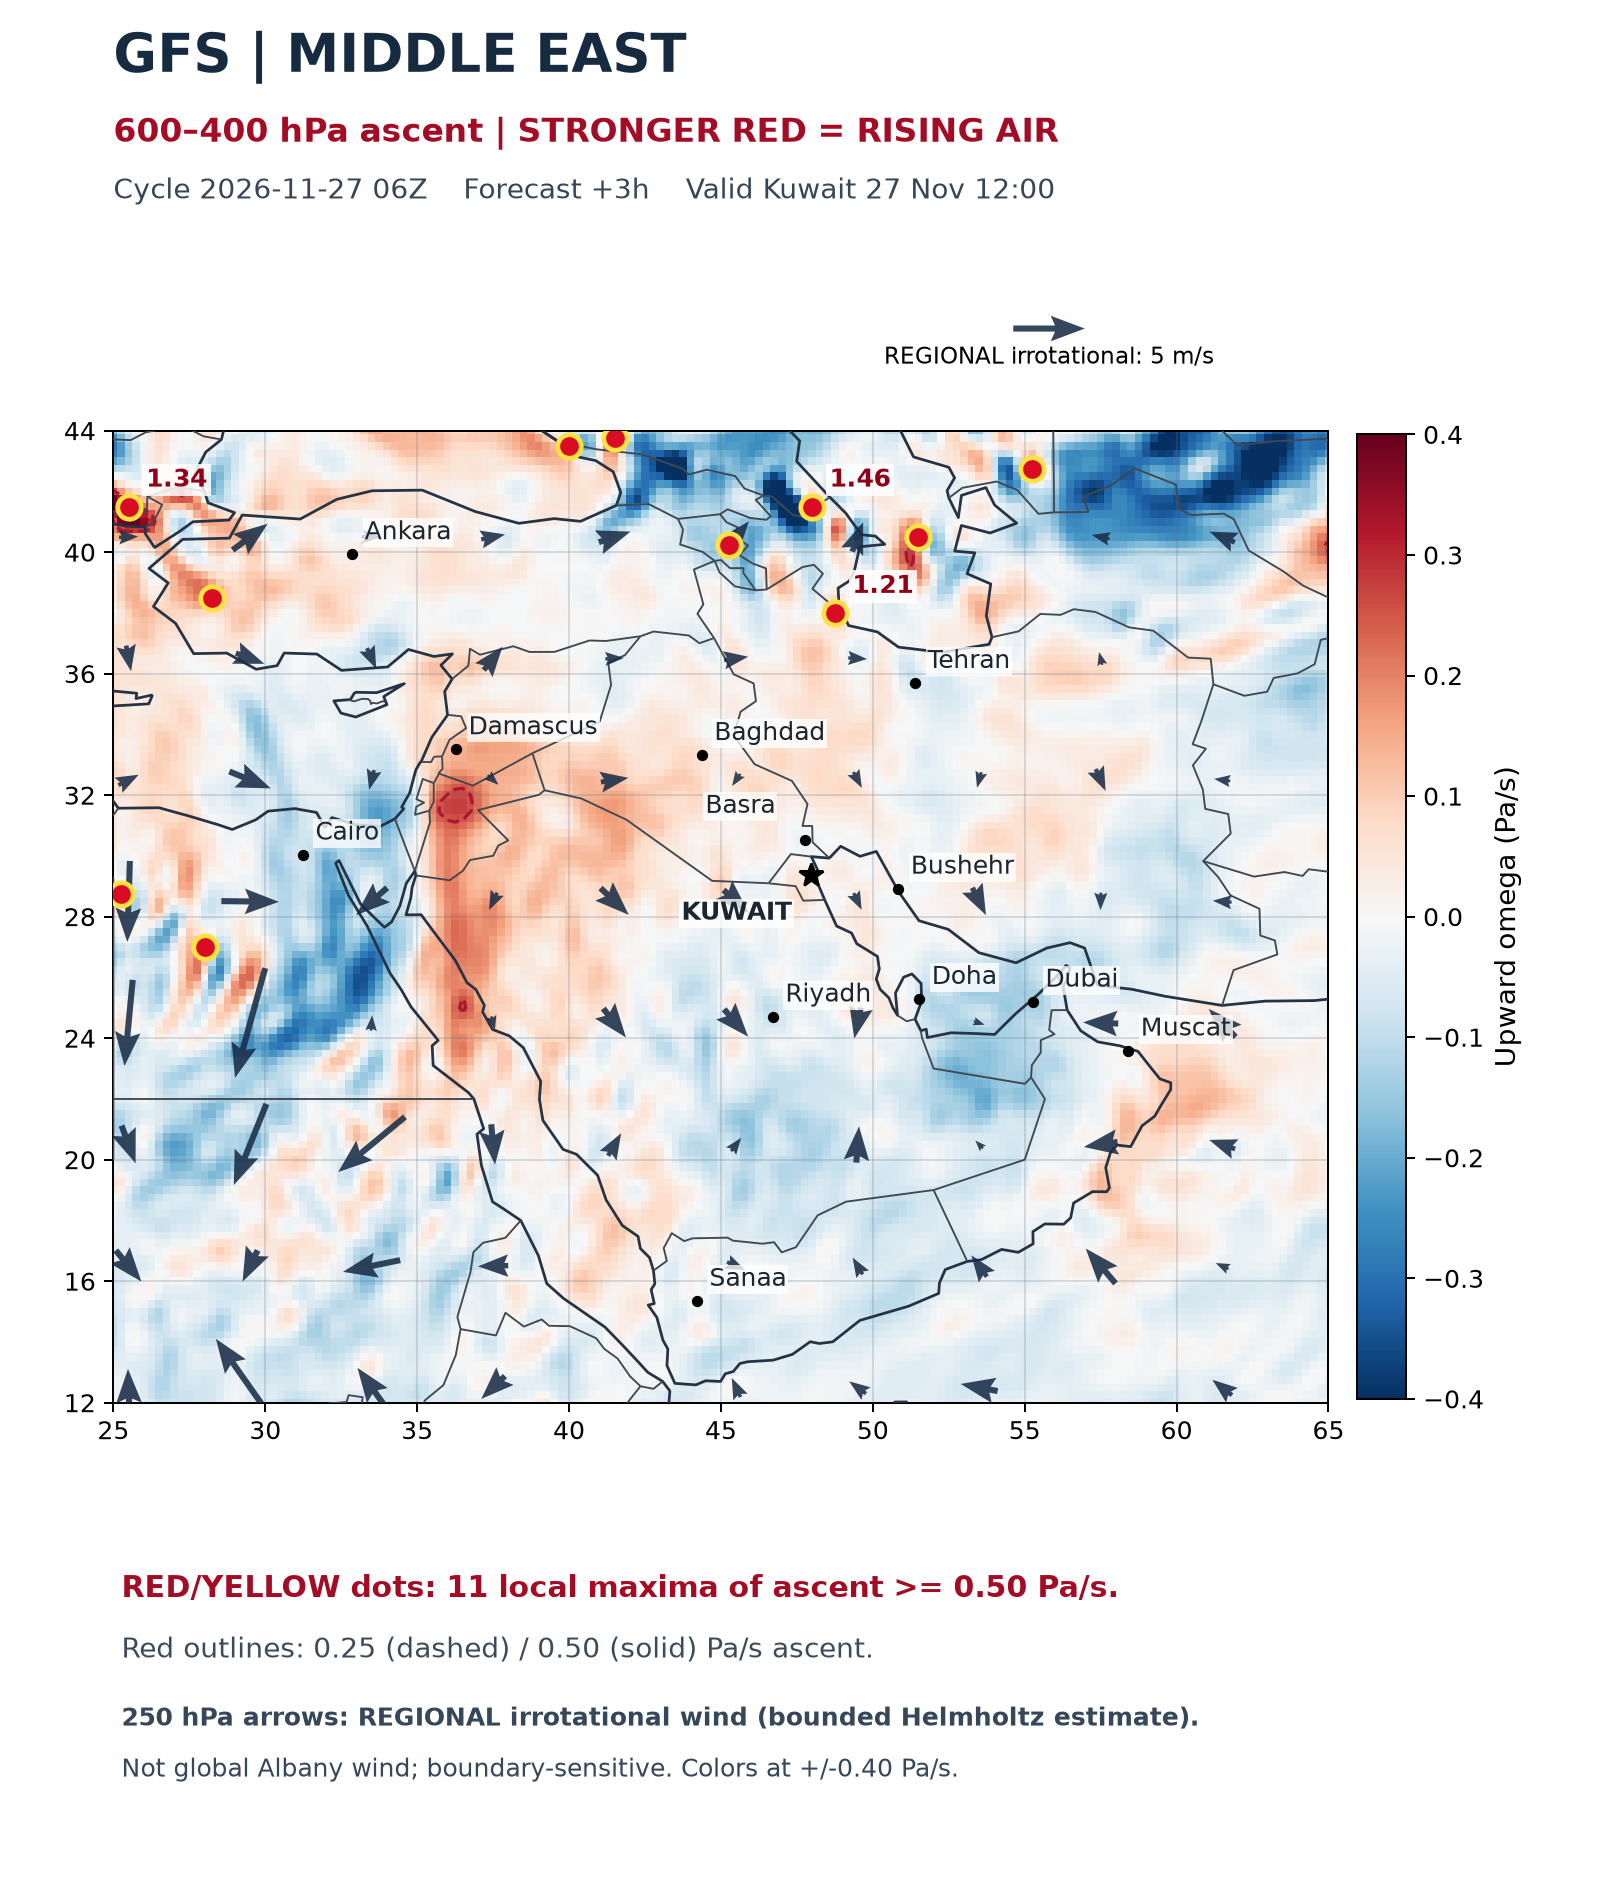 GFS | MIDDLE EAST
600–400 hPa ascent | STRONGER RED = RISING AIR
Cycle 2026-11-27 06Z    Forecast +3h    Valid Kuwait 27 Nov 12:00
REGIONAL irrotational: 5 m/s
44
40
36
32
28
24
20
16
12
25
30
35
40
45
50
55
60
65
1.34
1.46
Ankara
1.21
Tehran
Damascus
Baghdad
Basra
Cairo
Bushehr
KUWAIT
Doha
Dubai
Riyadh
Muscat
Sanaa
0.4
0.3
0.2
0.1
0.0
−0.1
−0.2
−0.3
−0.4
Upward omega (Pa/s)
RED/YELLOW dots: 11 local maxima of ascent >= 0.50 Pa/s.
Red outlines: 0.25 (dashed) / 0.50 (solid) Pa/s ascent.
250 hPa arrows: REGIONAL irrotational wind (bounded Helmholtz estimate).
Not global Albany wind; boundary-sensitive. Colors at +/-0.40 Pa/s.